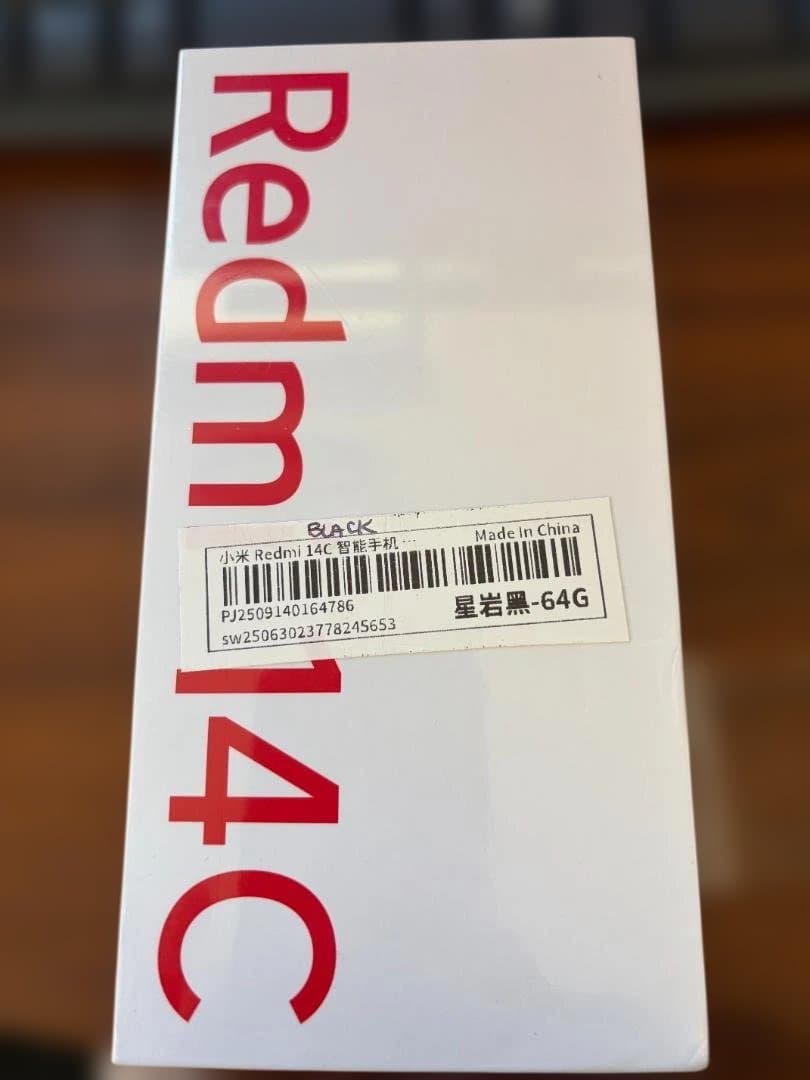 Redm 14C
BLACK
小米 Redmi 14C 智能手机 ...
Made In China
PJ2509140164786
星岩黑-64G
sw25063023778245653